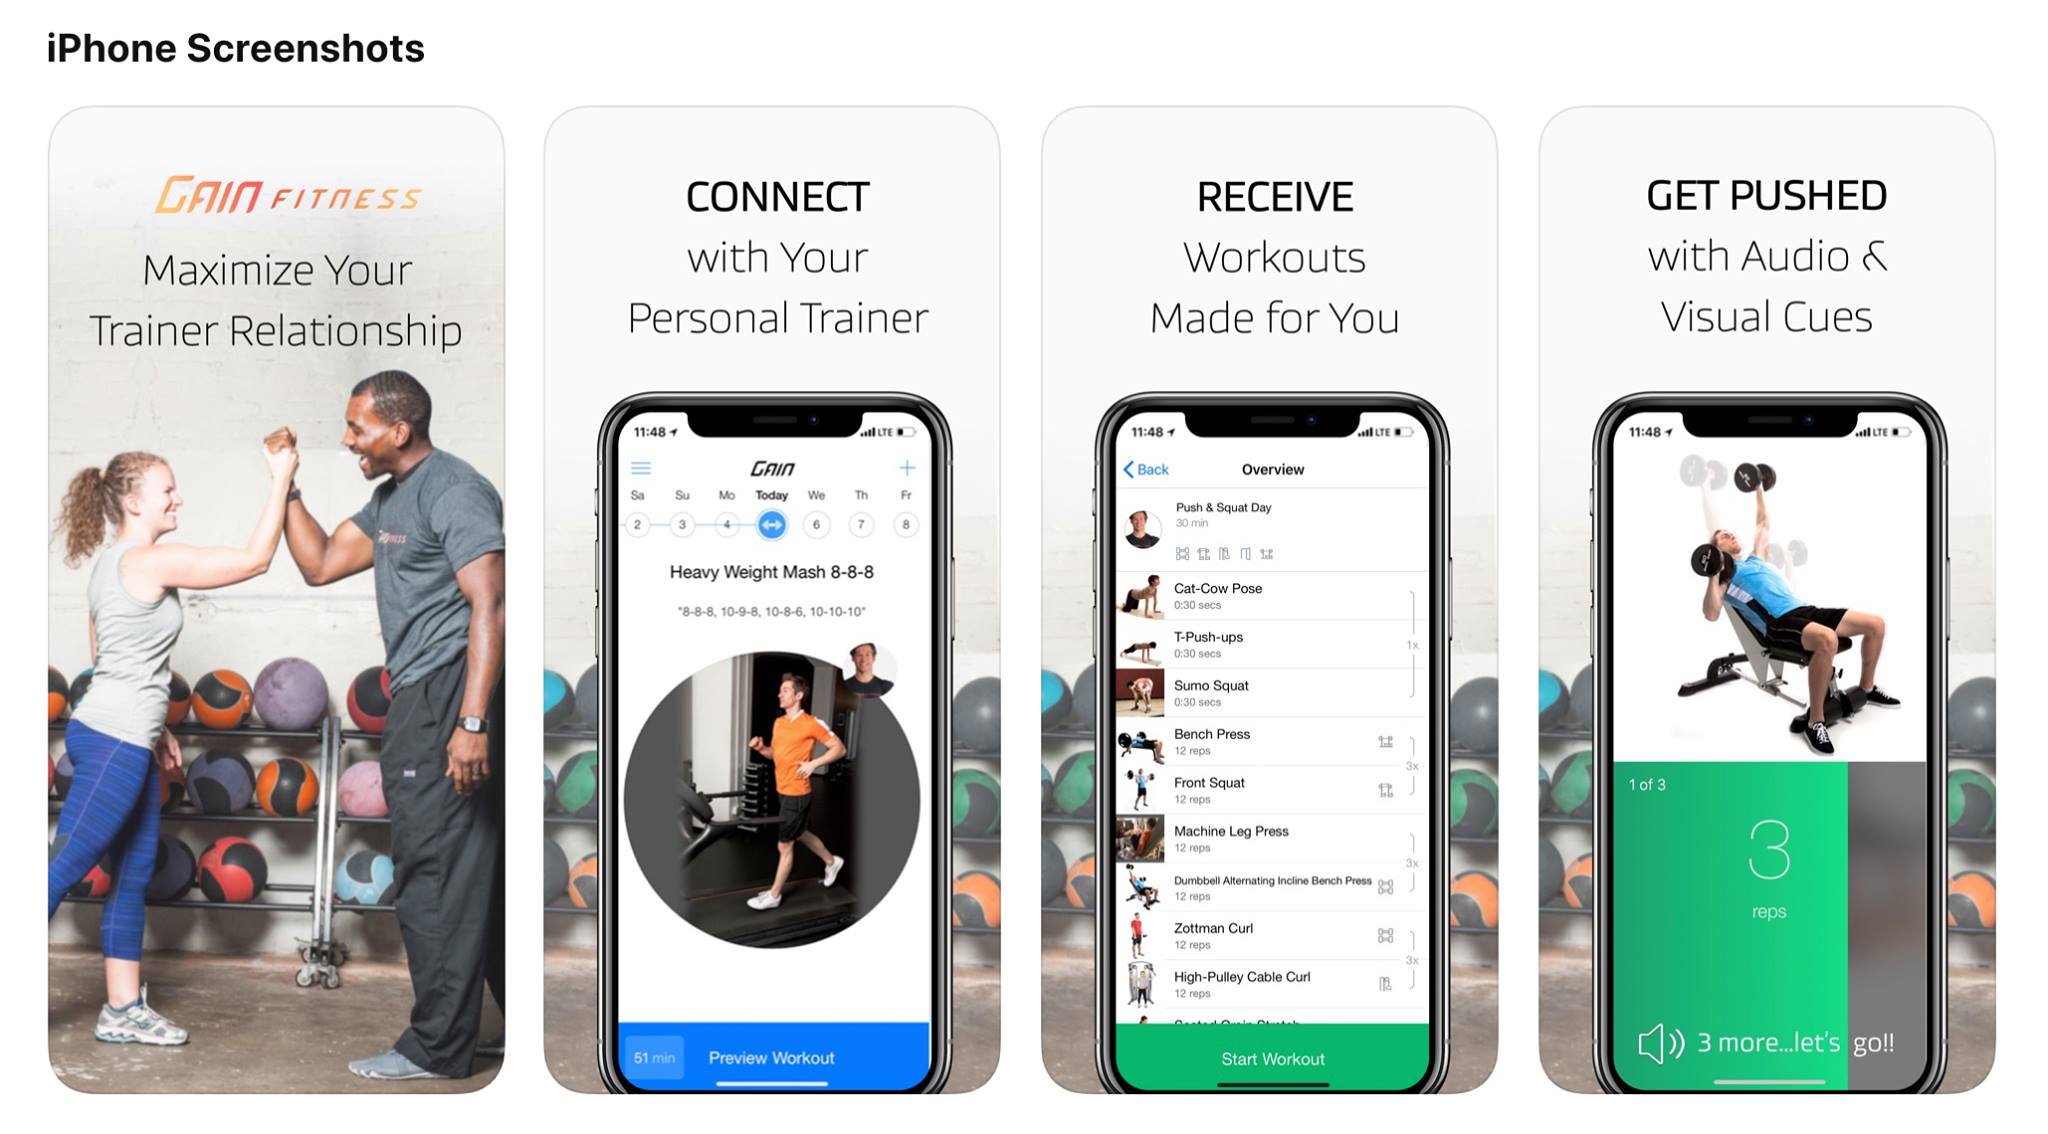 iPhone Screenshots
GAIN FITNESS
Maximize Your
Trainer Relationship
CONNECT
with Your
Personal Trainer
11:48
LTE
GAIN
Sa Su Mo Today We Th Fr
2 3 4 6 7 8
Heavy Weight Mash 8-8-8
"8-8-8, 10-9-8, 10-8-6, 10-10-10"
51 min
Preview Workout
RECEIVE
Workouts
Made for You
11:48
LTE
Back
Overview
Push & Squat Day
30 min
Cat-Cow Pose
0:30 secs
T-Push-ups
0:30 secs
1x
Sumo Squat
0:30 secs
Bench Press
12 reps
3x
Front Squat
12 reps
Machine Leg Press
12 reps
3x
Dumbbell Alternating Incline Bench Press
12 reps
Zottman Curl
12 reps
3x
High-Pulley Cable Curl
12 reps
Start Workout
GET PUSHED
with Audio &
Visual Cues
11:48
LTE
1 of 3
3
reps
3 more...let's go!!